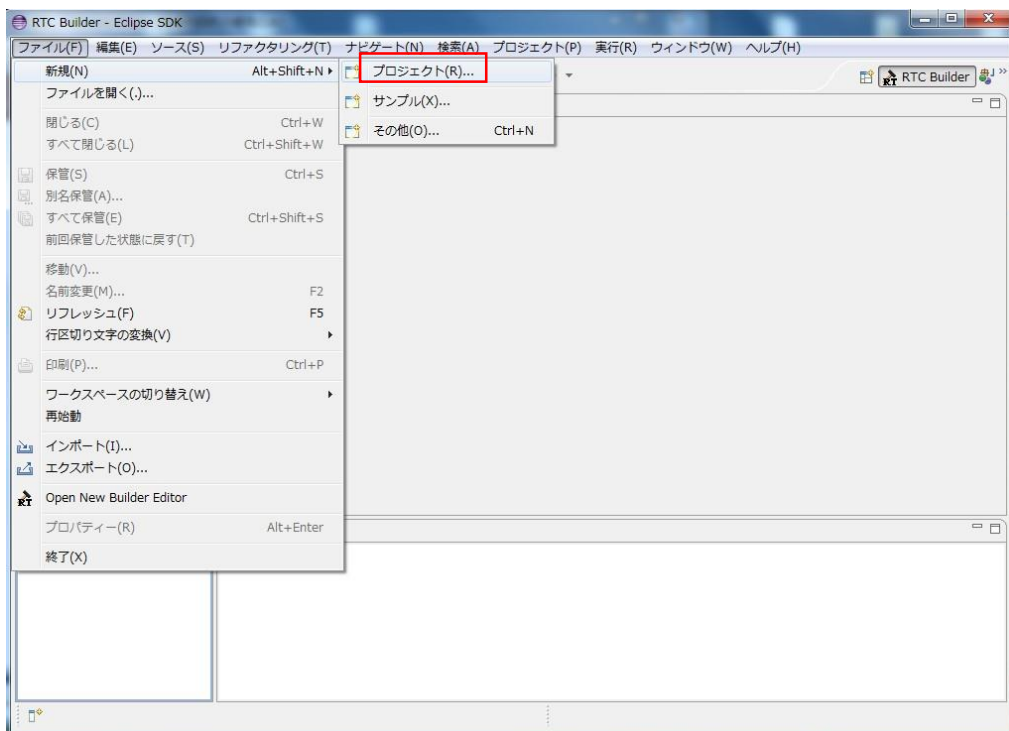 RTC Builder - Eclipse SDK
ファイル(F) 編集(E) ソース(S) リファクタリング(T) ナビゲート(N) 検索(A) プロジェクト(P) 実行(R) ウィンドウ(W) ヘルプ(H)
新規(N) Alt+Shift+N
プロジェクト(R)...
RTC Builder
ファイルを開く(.)...
サンプル(X)...
閉じる(C) Ctrl+W
その他(O)... Ctrl+N
すべて閉じる(L) Ctrl+Shift+W
保管(S) Ctrl+S
別名保管(A)...
すべて保管(E) Ctrl+Shift+S
前回保管した状態に戻す(T)
移動(V)...
名前変更(M)... F2
リフレッシュ(F) F5
行区切り文字の変換(V)
印刷(P)... Ctrl+P
ワークスペースの切り替え(W)
再始動
インポート(I)...
エクスポート(O)...
RT Open New Builder Editor
プロパティー(R) Alt+Enter
終了(X)